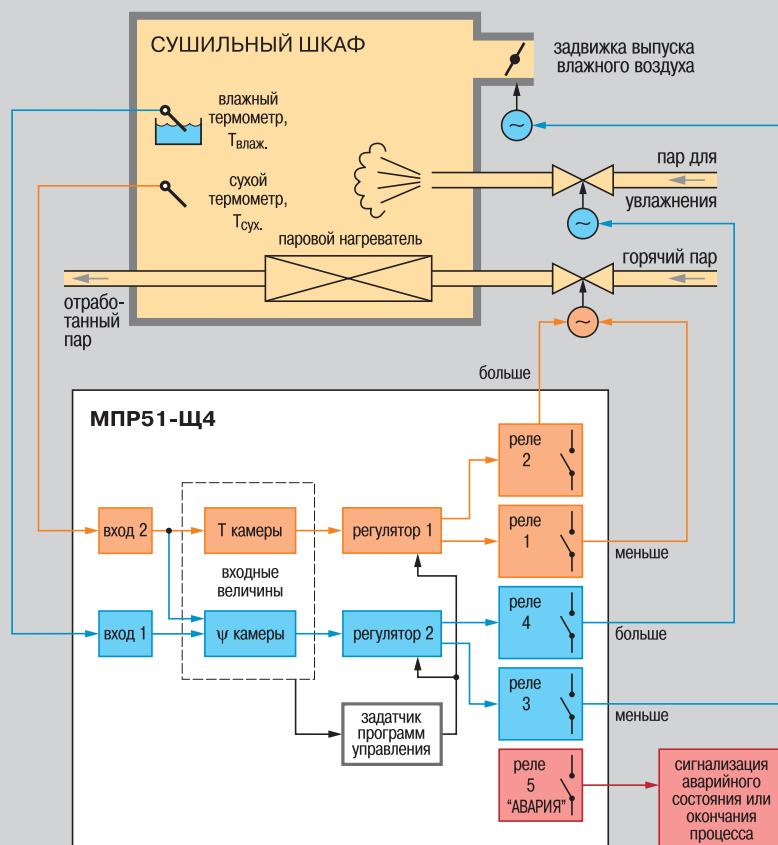 СУШИЛЬНЫЙ ШКАФ
задвижка выпуска
влажного воздуха
влажный
термометр,
Tвлаж.
~
пар для
увлажнения
сухой
термометр,
Tсух.
~
паровой нагреватель
горячий пар
отрабо-
танный
пар
~
больше
МПР51-Щ4
реле
2
вход 2
T камеры
регулятор 1
реле
1
меньше
входные
величины
вход 1
ψ камеры
регулятор 2
реле
4
больше
реле
3
меньше
задатчик
программ
управления
реле
5
"АВАРИЯ"
сигнализация
аварийного
состояния или
окончания
процесса